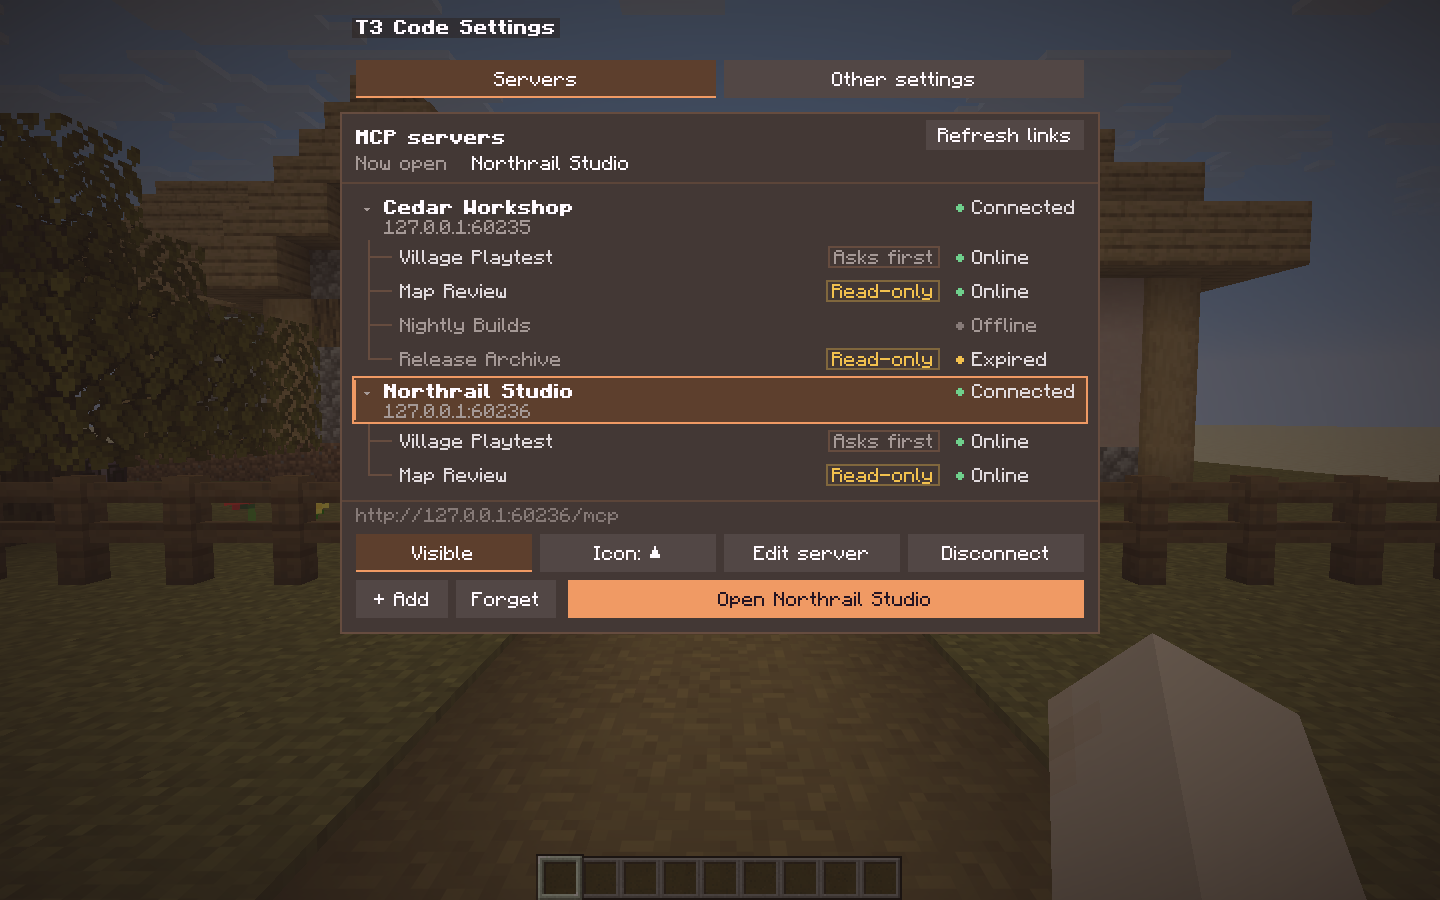 T3 Code Settings
Servers
Other settings
MCP servers
Refresh links
Now open Northrail Studio
Cedar Workshop
Connected
127.0.0.1:60235
Village Playtest Asks first Online
Map Review Read-only Online
Nightly Builds Offline
Release Archive Read-only Expired
Northrail Studio Connected
127.0.0.1:60236
Village Playtest Asks first Online
Map Review Read-only Online
http://127.0.0.1:60236/mcp
Visible
Icon:
Edit server
Disconnect
+ Add
Forget
Open Northrail Studio